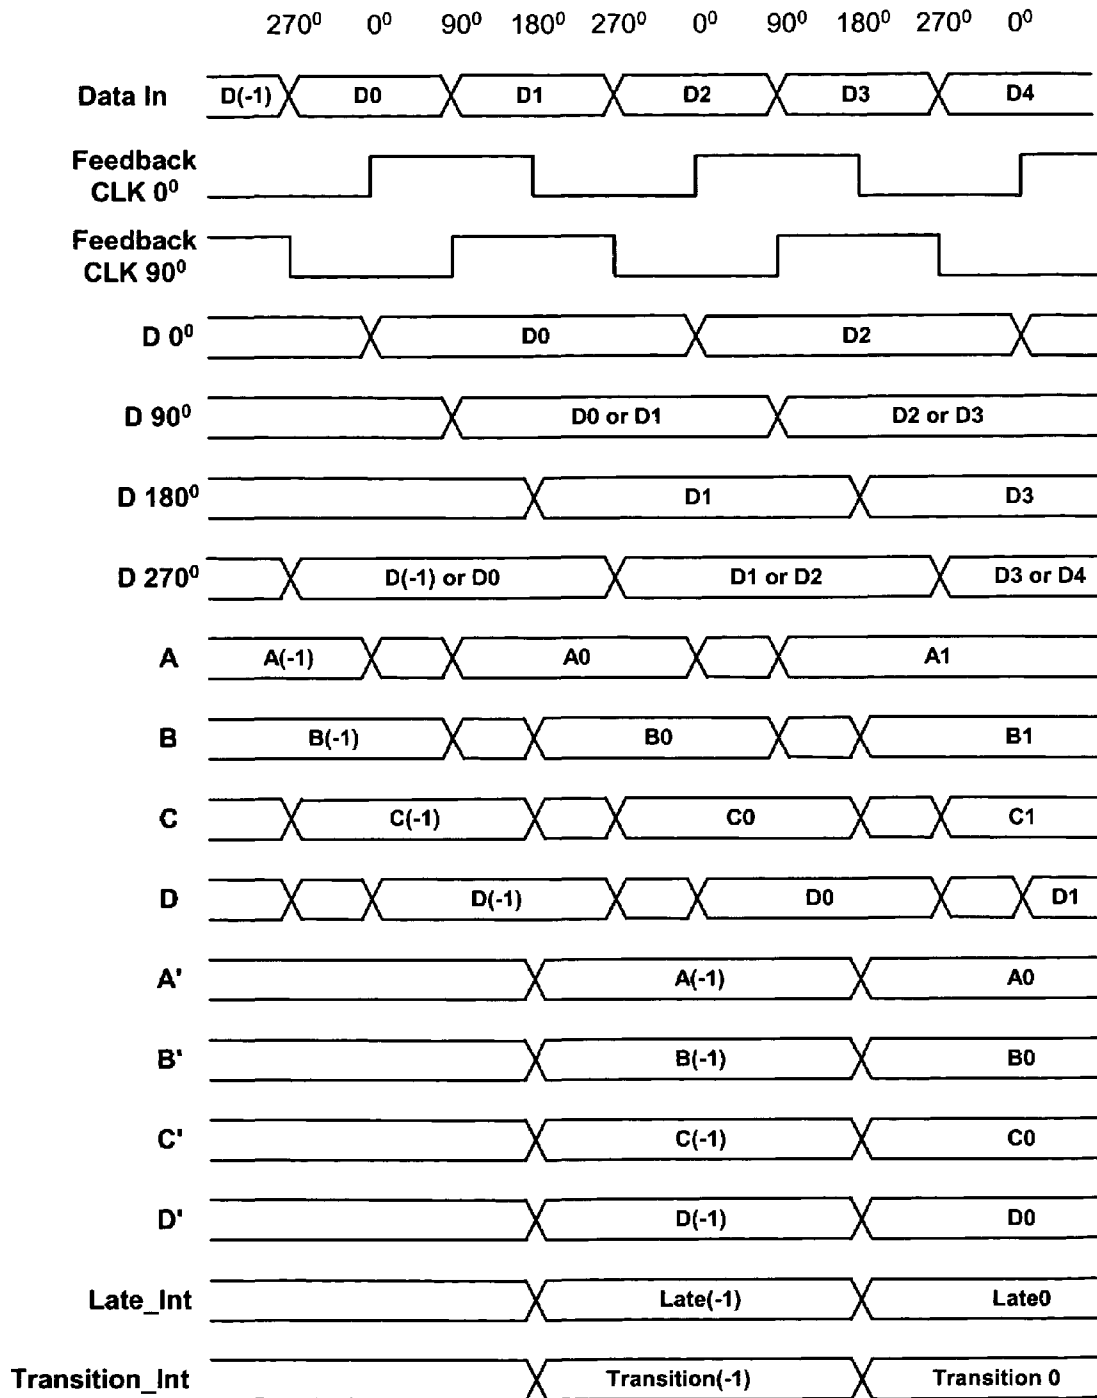 270⁰ 0⁰ 90⁰ 180⁰ 270⁰ 0⁰ 90⁰ 180⁰ 270⁰ 0⁰
Data In D(-1) D0 D1 D2 D3 D4
Feedback
CLK 0⁰
Feedback
CLK 90⁰
D 0⁰ D0 D2
D 90⁰ D0 or D1 D2 or D3
D 180⁰ D1 D3
D 270⁰ D(-1) or D0 D1 or D2 D3 or D4
A A(-1) A0 A1
B B(-1) B0 B1
C C(-1) C0 C1
D D(-1) D0 D1
A' A(-1) A0
B' B(-1) B0
C' C(-1) C0
D' D(-1) D0
Late_Int Late(-1) Late0
Transition_Int Transition(-1) Transition 0